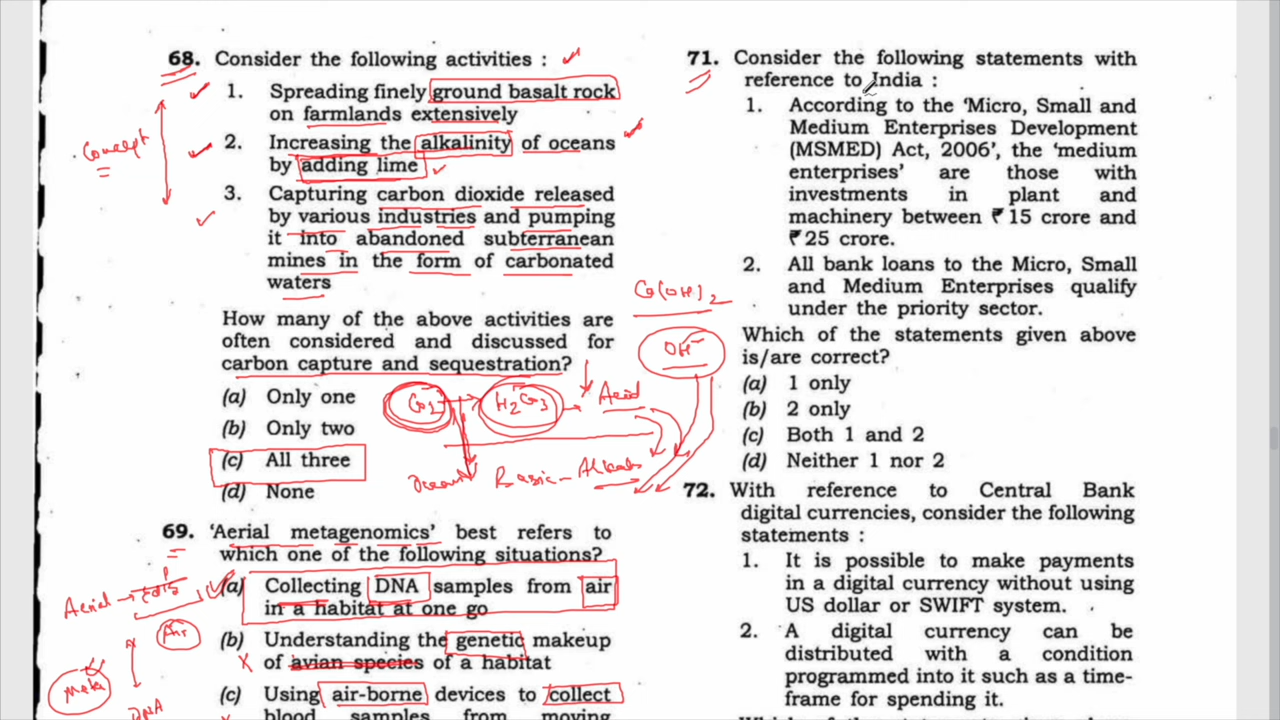 68. Consider the following activities :
1. Spreading finely ground basalt rock
on farmlands extensively
2. Increasing the alkalinity of oceans
by adding lime
3. Capturing carbon dioxide released
by various industries and pumping
it into abandoned subterranean
mines in the form of carbonated
waters
How many of the above activities are
often considered and discussed for
carbon capture and sequestration?
(a) Only one
(b) Only two
(c) All three
(d) None
Concept
OH⁻
Acid
69. 'Aerial metagenomics' best refers to
which one of the following situations?
(a) Collecting DNA samples from air
in a habitat at one go
(b) Understanding the genetic makeup
of avian species of a habitat
(c) Using air-borne devices to collect
blood samples from moving
Aerial
Air
Meta
DNA
71. Consider the following statements with
reference to India :
1. According to the 'Micro, Small and
Medium Enterprises Development
(MSMED) Act, 2006', the 'medium
enterprises' are those with
investments in plant and
machinery between ₹ 15 crore and
₹ 25 crore.
2. All bank loans to the Micro, Small
and Medium Enterprises qualify
under the priority sector.
Which of the statements given above
is/are correct?
(a) 1 only
(b) 2 only
(c) Both 1 and 2
(d) Neither 1 nor 2
72. With reference to Central Bank
digital currencies, consider the following
statements :
1. It is possible to make payments
in a digital currency without using
US dollar or SWIFT system.
2. A digital currency can be
distributed with a condition
programmed into it such as a time-
frame for spending it.